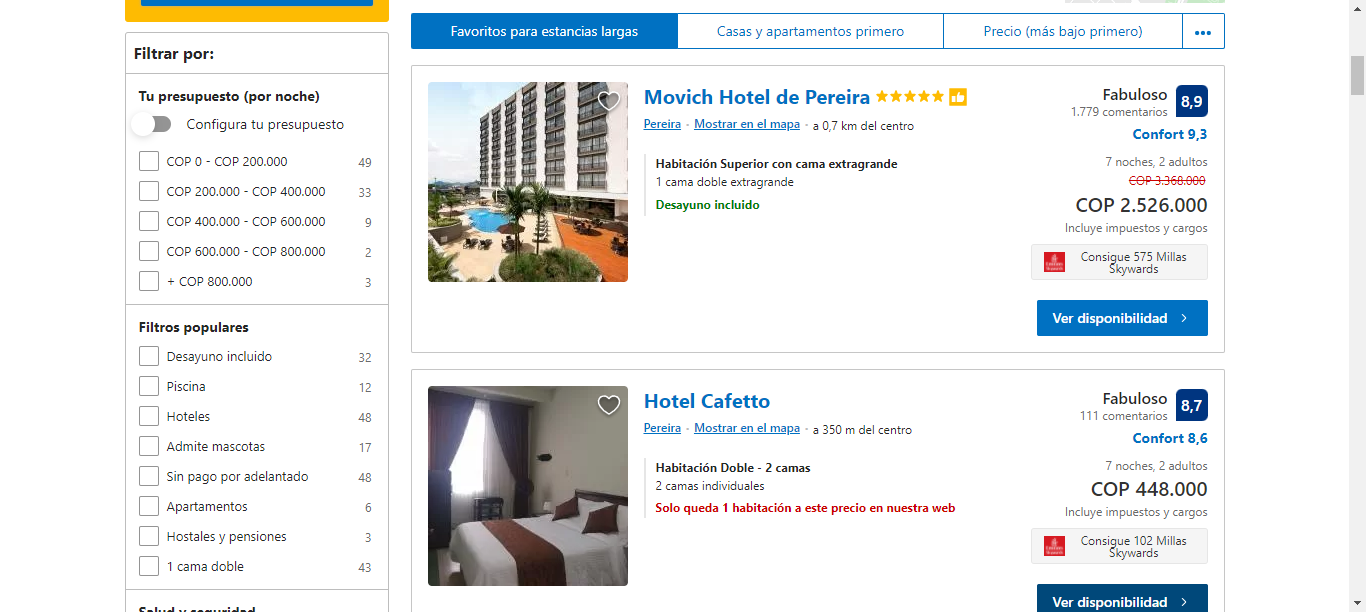 Filtrar por:
Tu presupuesto (por noche)
Configura tu presupuesto
COP 0 - COP 200.000 49
COP 200.000 - COP 400.000 33
COP 400.000 - COP 600.000 9
COP 600.000 - COP 800.000 2
+ COP 800.000 3
Filtros populares
Desayuno incluido 32
Piscina 12
Hoteles 48
Admite mascotas 17
Sin pago por adelantado 48
Apartamentos 6
Hostales y pensiones 3
1 cama doble 43
Salud y seguridad
Favoritos para estancias largas
Casas y apartamentos primero
Precio (más bajo primero)
•••
Movich Hotel de Pereira
Pereira · Mostrar en el mapa · a 0,7 km del centro
Habitación Superior con cama extragrande
1 cama doble extragrande
Desayuno incluido
Fabuloso 8,9
1.779 comentarios
Confort 9,3
7 noches, 2 adultos
COP 3.368.000
COP 2.526.000
Incluye impuestos y cargos
Consigue 575 Millas
Skywards
Ver disponibilidad
Hotel Cafetto
Pereira · Mostrar en el mapa · a 350 m del centro
Habitación Doble - 2 camas
2 camas individuales
Solo queda 1 habitación a este precio en nuestra web
Fabuloso 8,7
111 comentarios
Confort 8,6
7 noches, 2 adultos
COP 448.000
Incluye impuestos y cargos
Consigue 102 Millas
Skywards
Ver disponibilidad